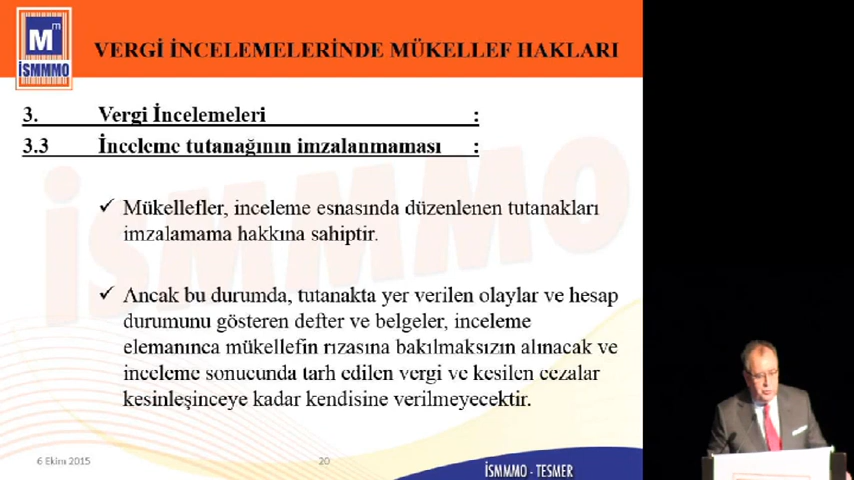 Mm
İSMMMO
VERGİ İNCELEMELERİNDE MÜKELLEF HAKLARI
3. Vergi İncelemeleri :
3.3 İnceleme tutanağının imzalanmaması :
✓ Mükellefler, inceleme esnasında düzenlenen tutanakları
imzalamama hakkına sahiptir.
✓ Ancak bu durumda, tutanakta yer verilen olaylar ve hesap
durumunu gösteren defter ve belgeler, inceleme
elemanınca mükellefin rızasına bakılmaksızın alınacak ve
inceleme sonucunda tarh edilen vergi ve kesilen cezalar
kesinleşinceye kadar kendisine verilmeyecektir.
6 Ekim 2015
20
İSMMMO - TESMER
İSMMMO